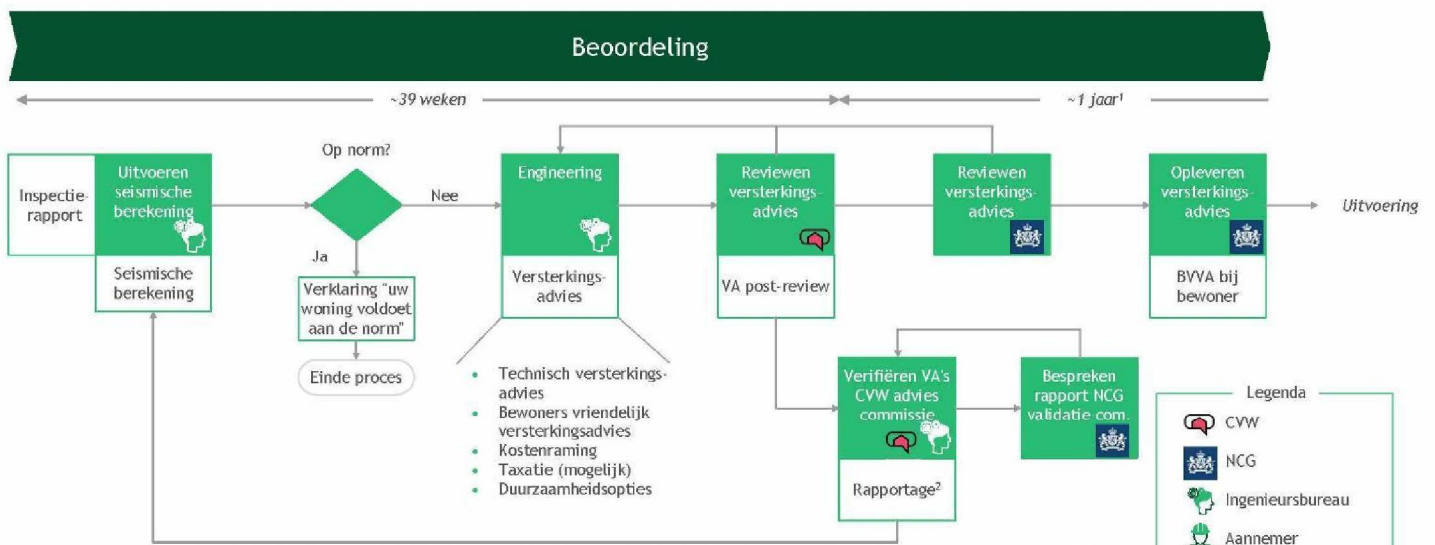 Beoordeling
~39 weken
~1 jaar¹
Inspectie-
rapport
Uitvoeren
seismische
berekening
Seismische
berekening
Op norm?
Nee
Ja
Verklaring "uw
woning voldoet
aan de norm"
Einde proces
Engineering
Versterkings-
advies
• Technisch versterkings-
advies
• Bewoners vriendelijk
versterkingsadvies
• Kostenraming
• Taxatie (mogelijk)
• Duurzaamheidsopties
Reviewen
versterkings-
advies
VA post-review
Reviewen
versterkings-
advies
Opleveren
versterkings-
advies
BVVA bij
bewoner
Uitvoering
Verifiëren VA's
CVW advies
commissie
Rapportage²
Bespreken
rapport NCG
validatie com.
Legenda
CVW
NCG
Ingenieursbureau
Aannemer